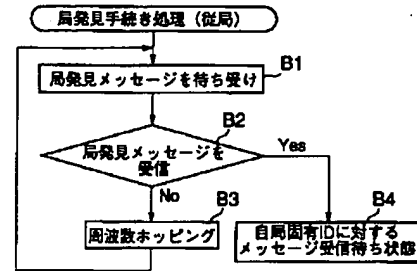 局発見手続き処理（従局）
B1
局発見メッセージを待ち受け
B2
局発見メッセージを
受信
Yes
No
B3
周波数ホッピング
B4
自局固有IDに対する
メッセージ受信待ち状態